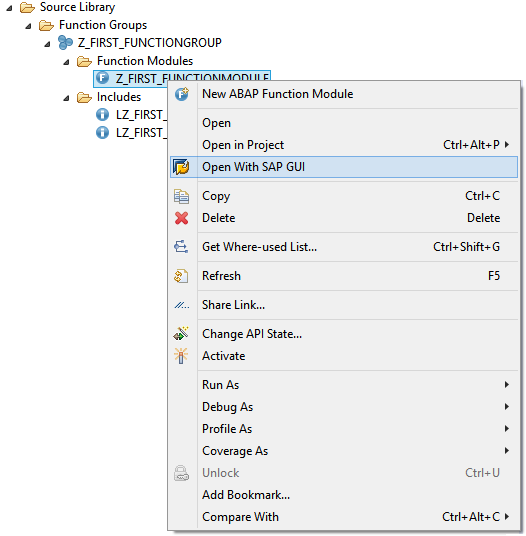 Source Library
Function Groups
Z_FIRST_FUNCTIONGROUP
Function Modules
Z_FIRST_FUNCTIONMODULE
Includes
LZ_FIRST_
LZ_FIRST_
New ABAP Function Module
Open
Open in Project Ctrl+Alt+P
Open With SAP GUI
Copy Ctrl+C
Delete Delete
Get Where-used List... Ctrl+Shift+G
Refresh F5
Share Link...
Change API State...
Activate
Run As
Debug As
Profile As
Coverage As
Unlock Ctrl+U
Add Bookmark...
Compare With Ctrl+Alt+C